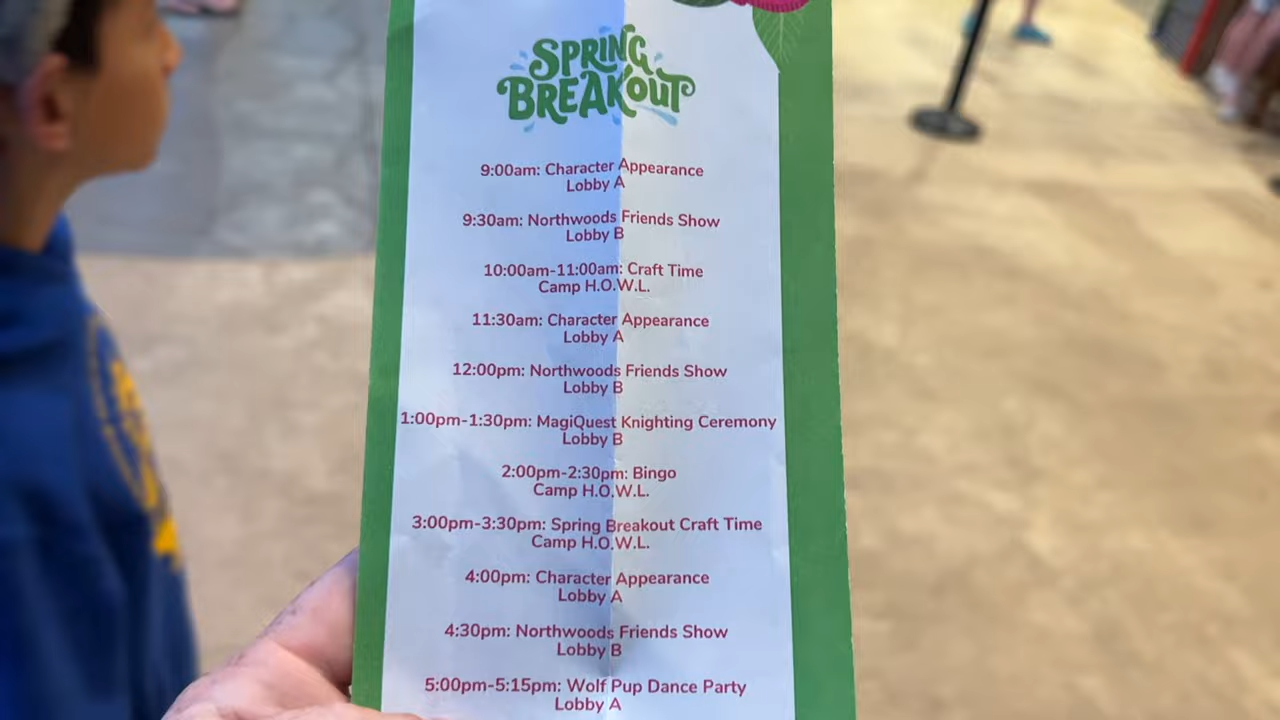 SPRING
BREAKOUT
9:00am: Character Appearance
Lobby A
9:30am: Northwoods Friends Show
Lobby B
10:00am-11:00am: Craft Time
Camp H.O.W.L.
11:30am: Character Appearance
Lobby A
12:00pm: Northwoods Friends Show
Lobby B
1:00pm-1:30pm: MagiQuest Knighting Ceremony
Lobby B
2:00pm-2:30pm: Bingo
Camp H.O.W.L.
3:00pm-3:30pm: Spring Breakout Craft Time
Camp H.O.W.L.
4:00pm: Character Appearance
Lobby A
4:30pm: Northwoods Friends Show
Lobby B
5:00pm-5:15pm: Wolf Pup Dance Party
Lobby A